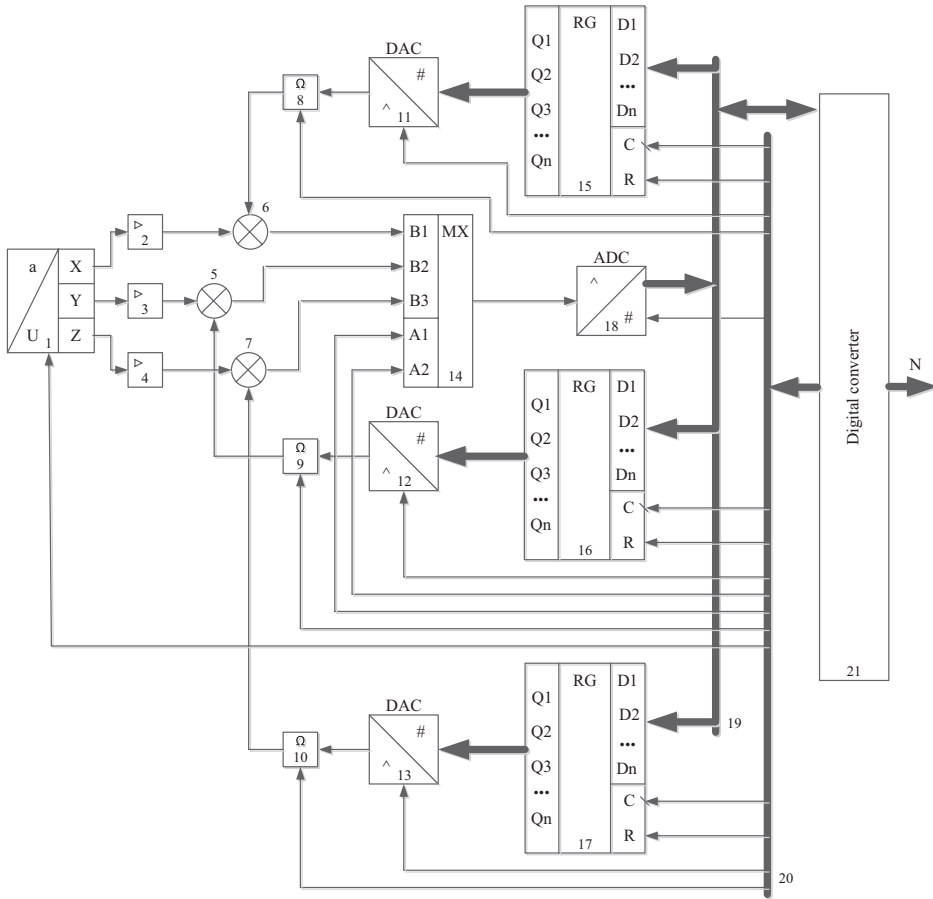 RG
Q1
Q2
Q3
...
Qn
D1
D2
...
Dn
C
R
15
DAC
#
^
11
Ω
8
6
a
U
1
X
Y
Z
▷
2
▷
3
▷
4
5
7
B1
B2
B3
A1
A2
MX
14
ADC
^
#
18
Digital converter
21
N
DAC
#
^
12
Ω
9
RG
Q1
Q2
Q3
...
Qn
D1
D2
...
Dn
C
R
16
DAC
#
^
13
Ω
10
RG
Q1
Q2
Q3
...
Qn
D1
D2
...
Dn
C
R
17
19
20